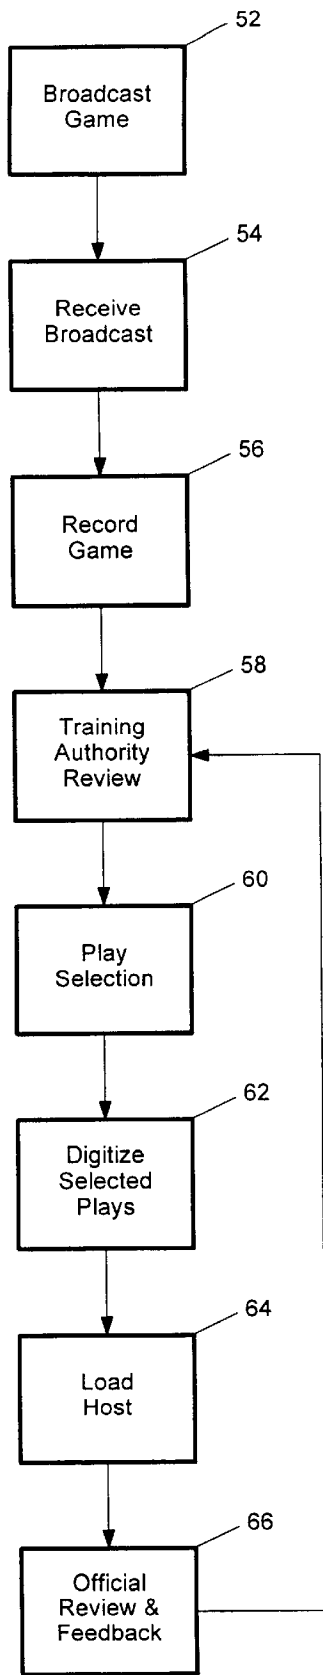 52
Broadcast
Game
54
Receive
Broadcast
56
Record
Game
58
Training
Authority
Review
60
Play
Selection
62
Digitize
Selected
Plays
64
Load
Host
66
Official
Review &
Feedback